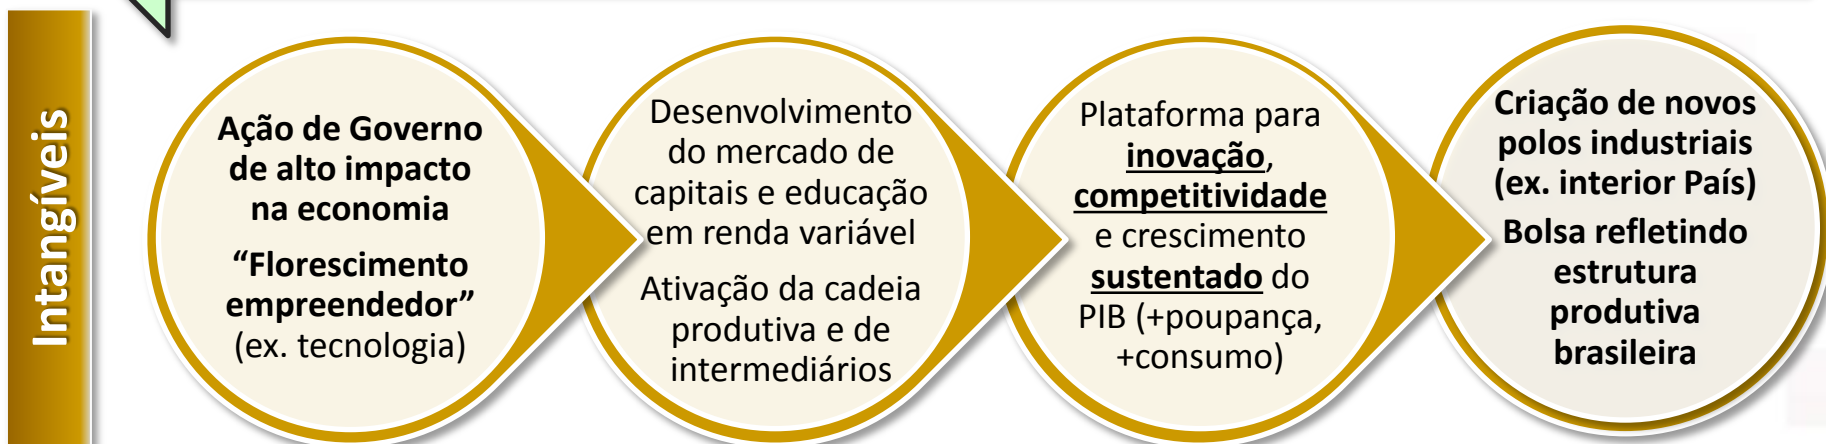 Intangíveis
Ação de Governo
de alto impacto
na economia
“Florescimento
empreendedor”
(ex. tecnologia)
Desenvolvimento
do mercado de
capitais e educação
em renda variável
Ativação da cadeia
produtiva e de
intermediários
Plataforma para
inovação,
competitividade
e crescimento
sustentado do
PIB (+poupança,
+consumo)
Criação de novos
polos industriais
(ex. interior País)
Bolsa refletindo
estrutura
produtiva
brasileira